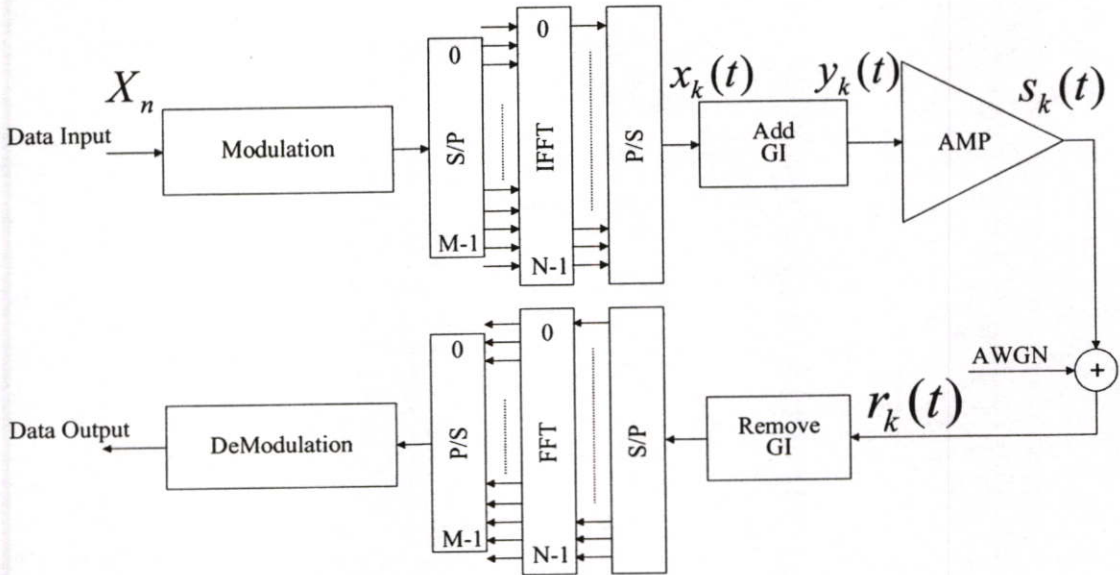 X_n
Data Input
Modulation
S/P
0
M-1
IFFT
0
N-1
P/S
x_k(t)
Add
GI
y_k(t)
AMP
s_k(t)
AWGN
+
r_k(t)
Remove
GI
S/P
FFT
0
N-1
P/S
0
M-1
DeModulation
Data Output